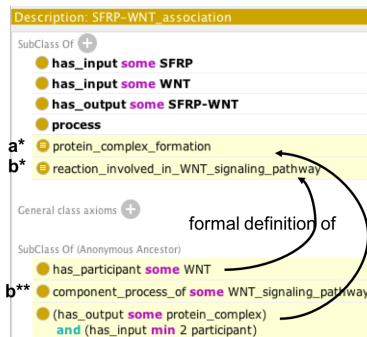 Description: SFRP-WNT_association
SubClass Of
has_input some SFRP
has_input some WNT
has_output some SFRP-WNT
process
a* protein_complex_formation
b* reaction_involved_in_WNT_signaling_pathway
General class axioms
formal definition of
SubClass Of (Anonymous Ancestor)
has_participant some WNT
b** component_process_of some WNT_signaling_pathway
(has_output some protein_complex)
and (has_input min 2 participant)